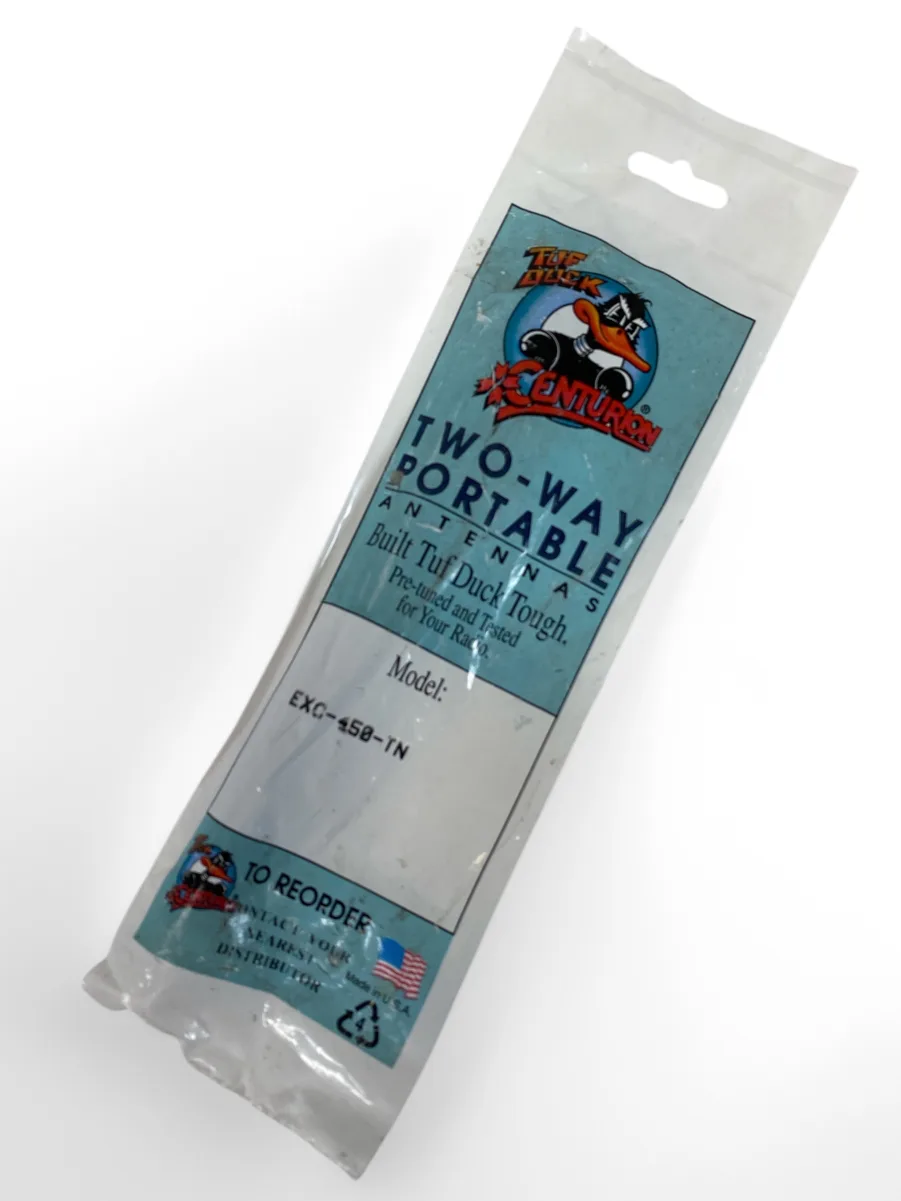 TUF
DUCK
CENTURION®
TWO-WAY
PORTABLE
ANTENNAS
Built Tuf Duck Tough.
Pre-tuned and Tested
for Your Radio.
Model:
EXC-450-TN
TO REORDER
CONTACT YOUR
NEAREST
DISTRIBUTOR
Made in U.S.A.
4